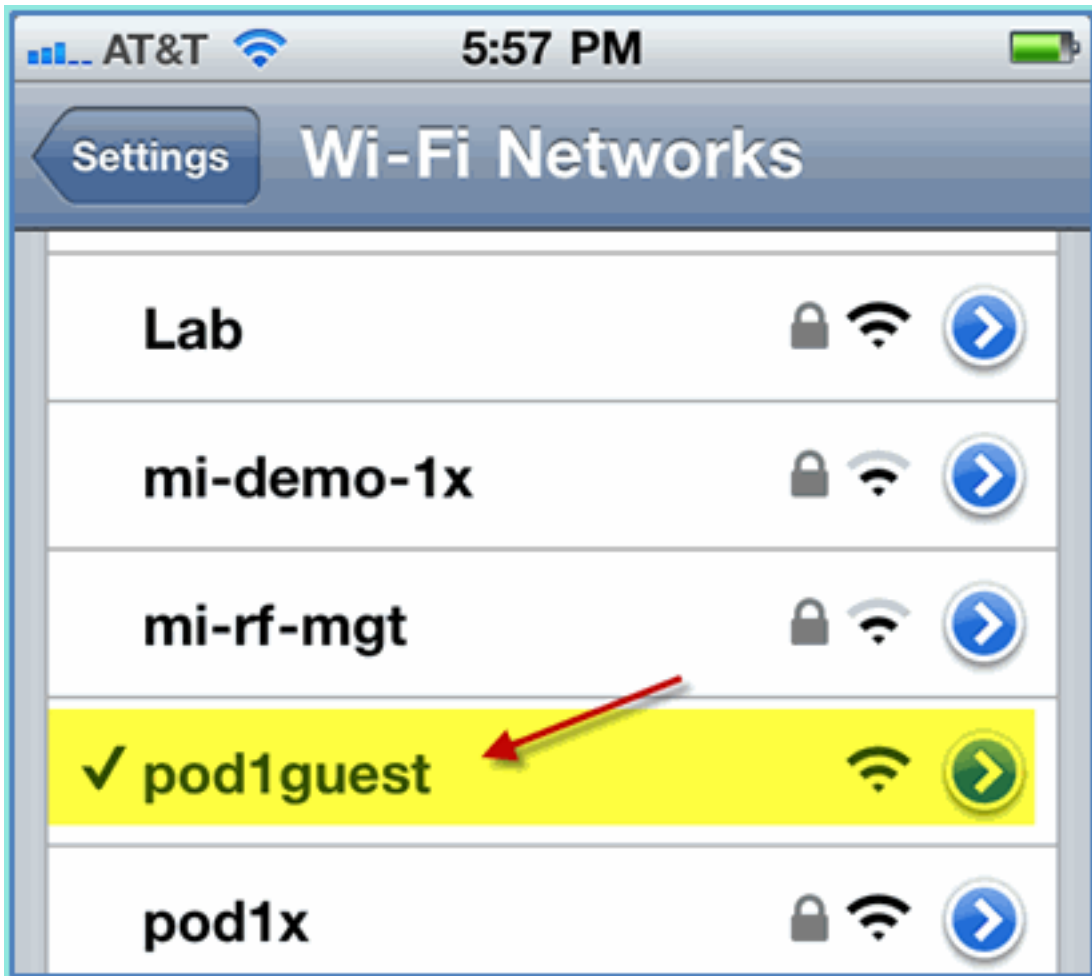 AT&T 5:57 PM
Settings Wi-Fi Networks
Lab
mi-demo-1x
mi-rf-mgt
pod1guest
pod1x